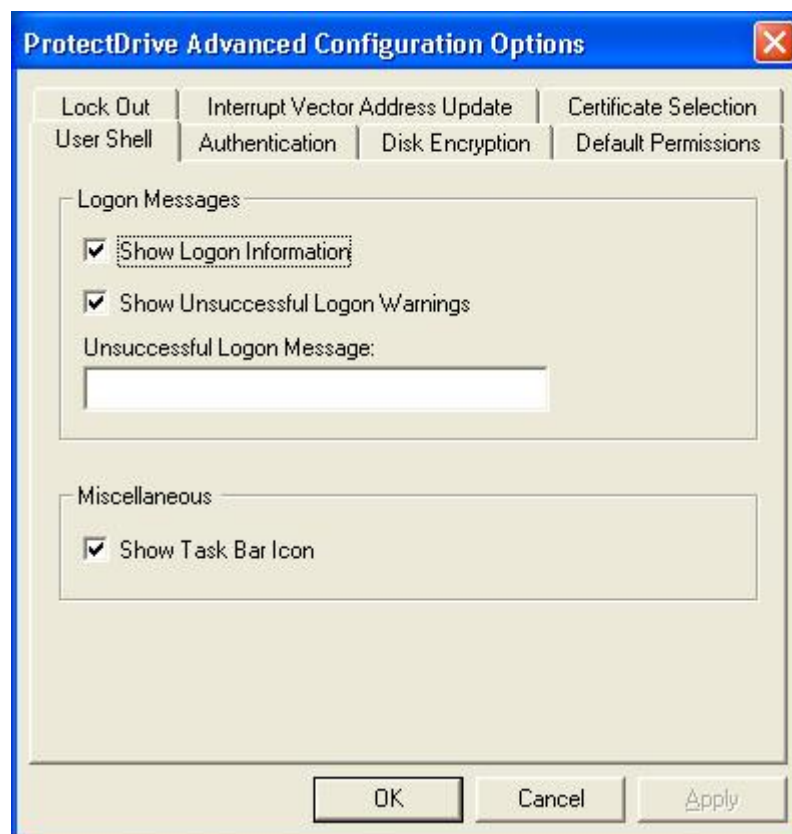 ProtectDrive Advanced Configuration Options
Lock Out
Interrupt Vector Address Update
Certificate Selection
User Shell
Authentication
Disk Encryption
Default Permissions
Logon Messages
Show Logon Information
Show Unsuccessful Logon Warnings
Unsuccessful Logon Message:
Miscellaneous
Show Task Bar Icon
OK
Cancel
Apply